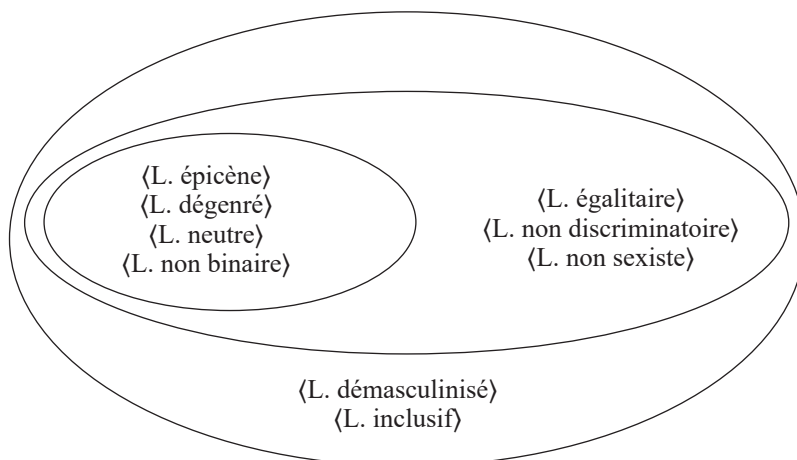 ⟨L. épicène⟩
⟨L. dégenré⟩
⟨L. neutre⟩
⟨L. non binaire⟩
⟨L. égalitaire⟩
⟨L. non discriminatoire⟩
⟨L. non sexiste⟩
⟨L. démasculinisé⟩
⟨L. inclusif⟩